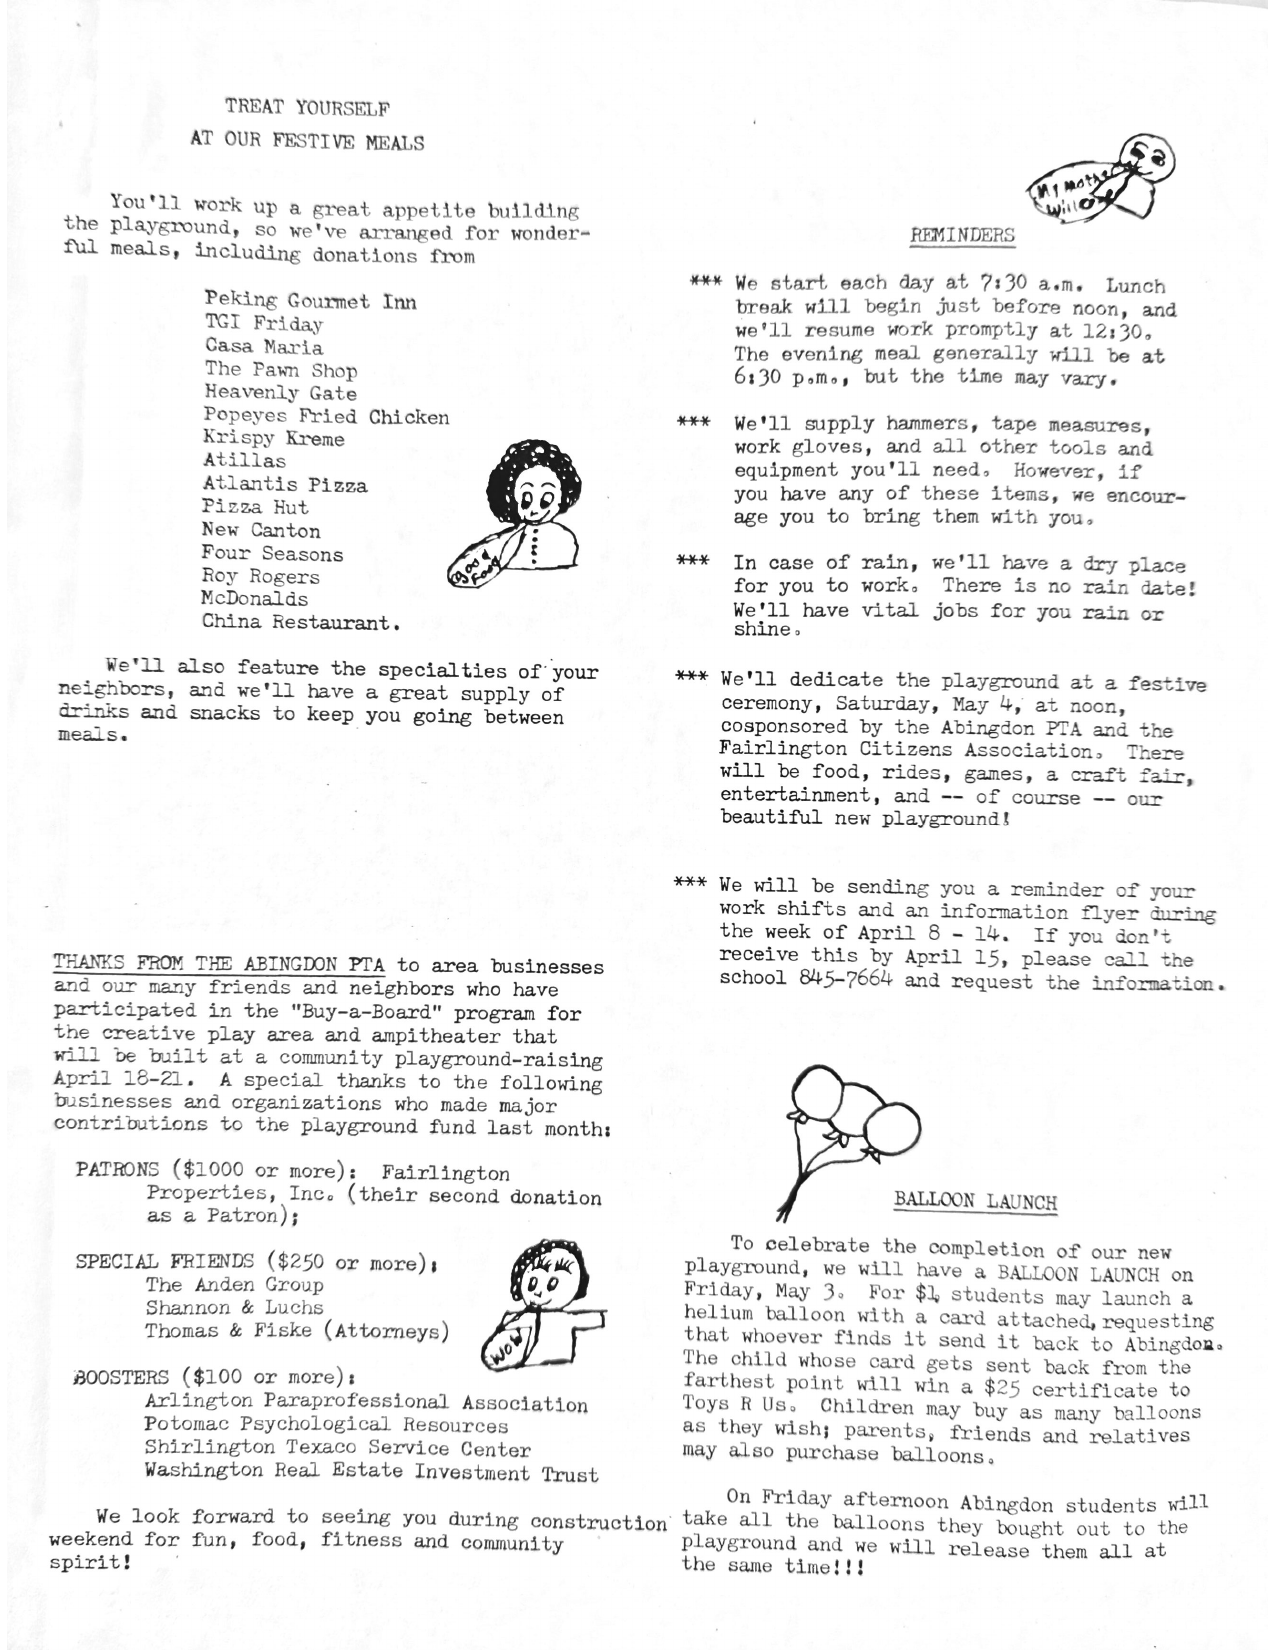 TREAT YOURSELF
AT OUR FESTIVE MEALS
You'll work up a great appetite building
the playground, so we've arranged for wonder-
ful meals, including donations from
Peking Gourmet Inn
TGI Friday
Casa Maria
The Pawn Shop
Heavenly Gate
Popeyes Fried Chicken
Krispy Kreme
Atillas
Atlantis Pizza
Pizza Hut
New Canton
Four Seasons
Roy Rogers
McDonalds
China Restaurant.
good
food
We'll also feature the specialties of your
neighbors, and we'll have a great supply of
drinks and snacks to keep you going between
meals.
THANKS FROM THE ABINGDON PTA to area businesses
and our many friends and neighbors who have
participated in the "Buy-a-Board" program for
the creative play area and ampitheater that
will be built at a community playground-raising
April 18-21. A special thanks to the following
businesses and organizations who made major
contributions to the playground fund last month:
PATRONS ($1000 or more): Fairlington
Properties, Inc. (their second donation
as a Patron);
SPECIAL FRIENDS ($250 or more);
The Anden Group
Shannon & Luchs
Thomas & Fiske (Attorneys)
WOW
BOOSTERS ($100 or more):
Arlington Paraprofessional Association
Potomac Psychological Resources
Shirlington Texaco Service Center
Washington Real Estate Investment Trust
We look forward to seeing you during construction
weekend for fun, food, fitness and community
spirit!
My mother
will
REMINDERS
*** We start each day at 7:30 a.m. Lunch
break will begin just before noon, and
we'll resume work promptly at 12:30.
The evening meal generally will be at
6:30 p.m., but the time may vary.
*** We'll supply hammers, tape measures,
work gloves, and all other tools and
equipment you'll need. However, if
you have any of these items, we encour-
age you to bring them with you.
*** In case of rain, we'll have a dry place
for you to work. There is no rain date!
We'll have vital jobs for you rain or
shine.
*** We'll dedicate the playground at a festive
ceremony, Saturday, May 4, at noon,
cosponsored by the Abingdon PTA and the
Fairlington Citizens Association. There
will be food, rides, games, a craft fair,
entertainment, and -- of course -- our
beautiful new playground!
*** We will be sending you a reminder of your
work shifts and an information flyer during
the week of April 8 - 14. If you don't
receive this by April 15, please call the
school 845-7664 and request the information.
BALLOON LAUNCH
To celebrate the completion of our new
playground, we will have a BALLOON LAUNCH on
Friday, May 3. For $1, students may launch a
helium balloon with a card attached, requesting
that whoever finds it send it back to Abingdon.
The child whose card gets sent back from the
farthest point will win a $25 certificate to
Toys R Us. Children may buy as many balloons
as they wish; parents, friends and relatives
may also purchase balloons.
On Friday afternoon Abingdon students will
take all the balloons they bought out to the
playground and we will release them all at
the same time!!!